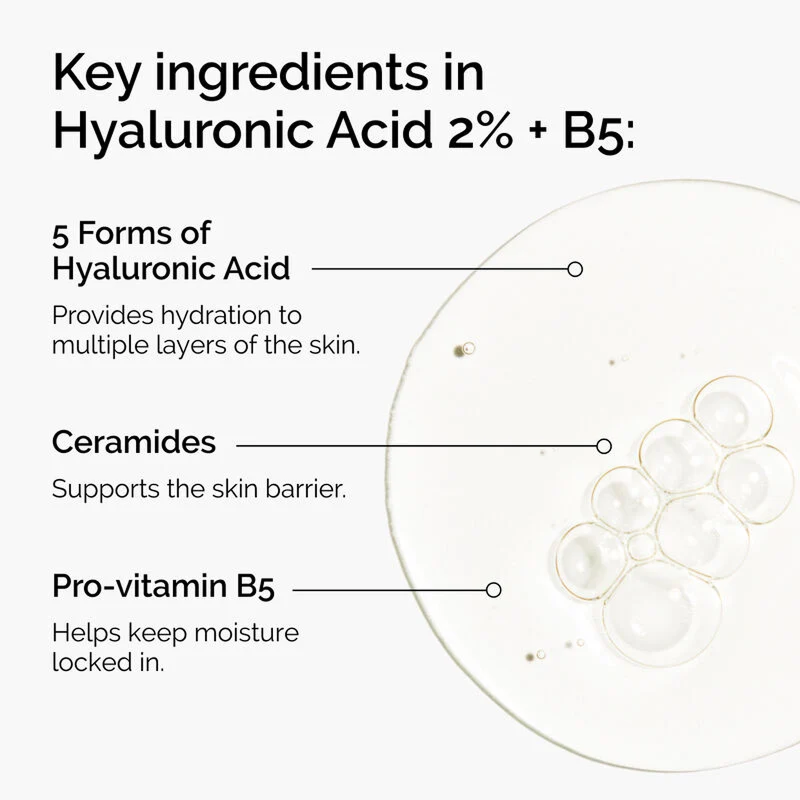 Key ingredients in
Hyaluronic Acid 2% + B5:
5 Forms of
Hyaluronic Acid
Provides hydration to
multiple layers of the skin.
Ceramides
Supports the skin barrier.
Pro-vitamin B5
Helps keep moisture
locked in.